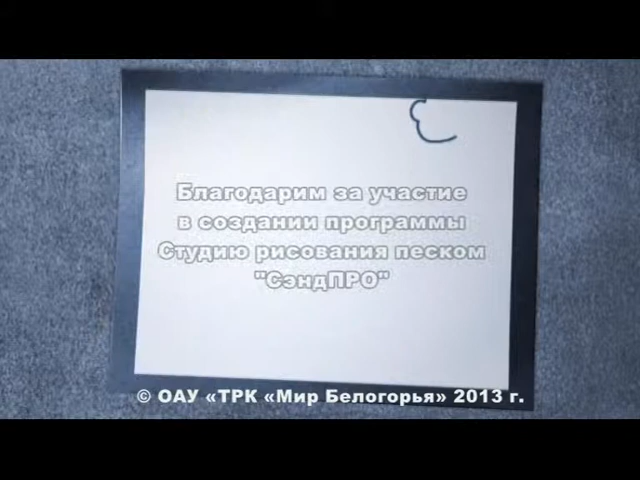 Благодарим за участие
в создании программы
Студию рисования песком
"СэндПРО"
© ОАУ «ТРК «Мир Белогорья» 2013 г.